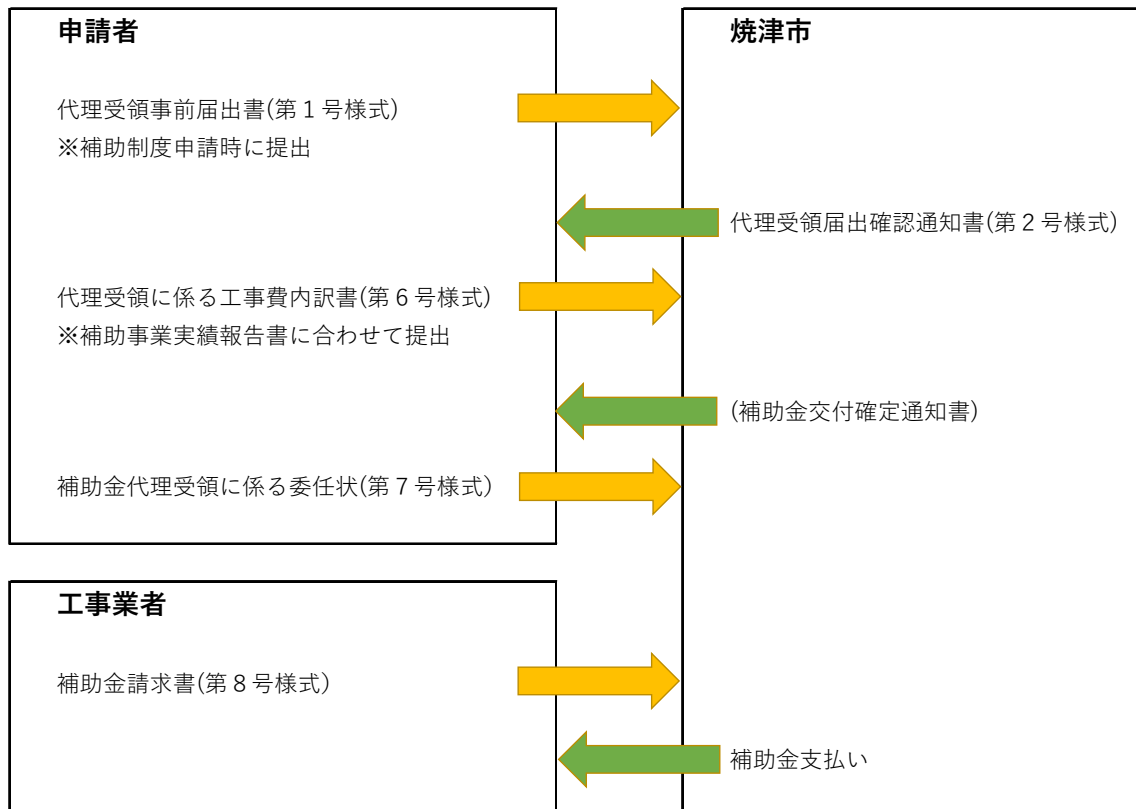 申請者
焼津市
代理受領事前届出書(第１号様式)
※補助制度申請時に提出
代理受領届出確認通知書(第２号様式)
代理受領に係る工事費内訳書(第６号様式)
※補助事業実績報告書に合わせて提出
(補助金交付確定通知書)
補助金代理受領に係る委任状(第７号様式)
工事業者
補助金請求書(第８号様式)
補助金支払い